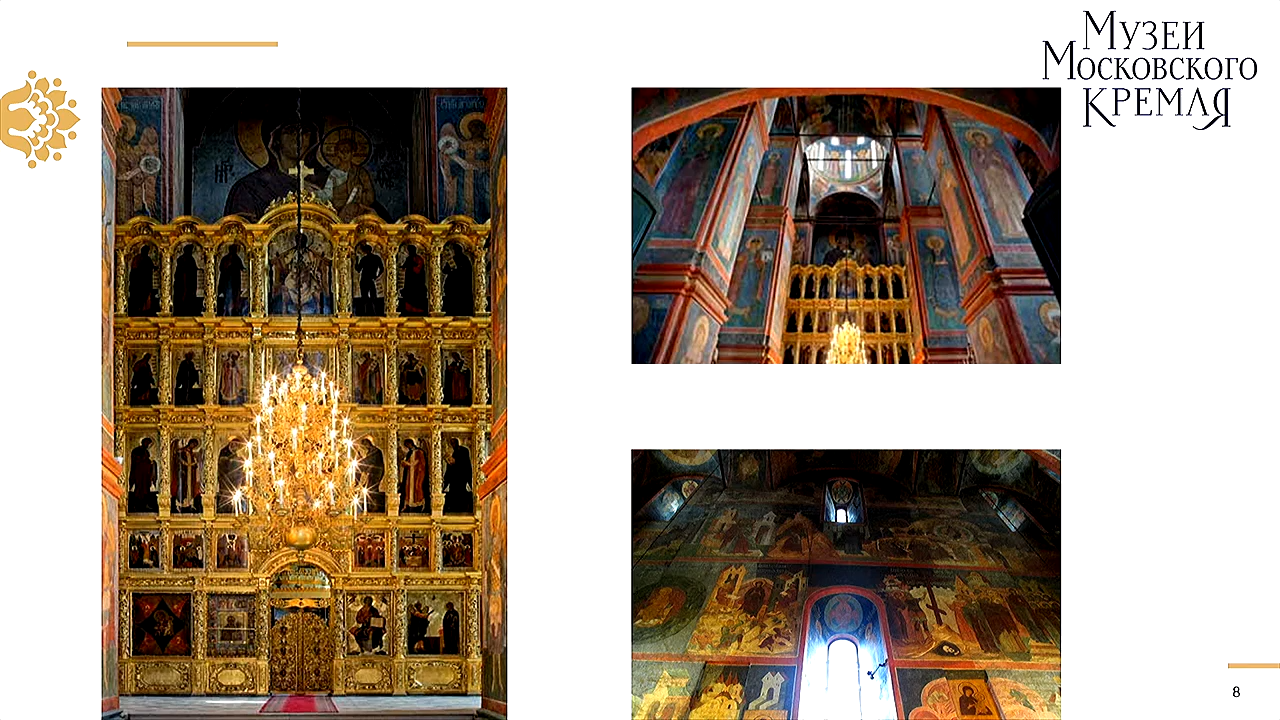 Музеи
Московского
Кремля
8